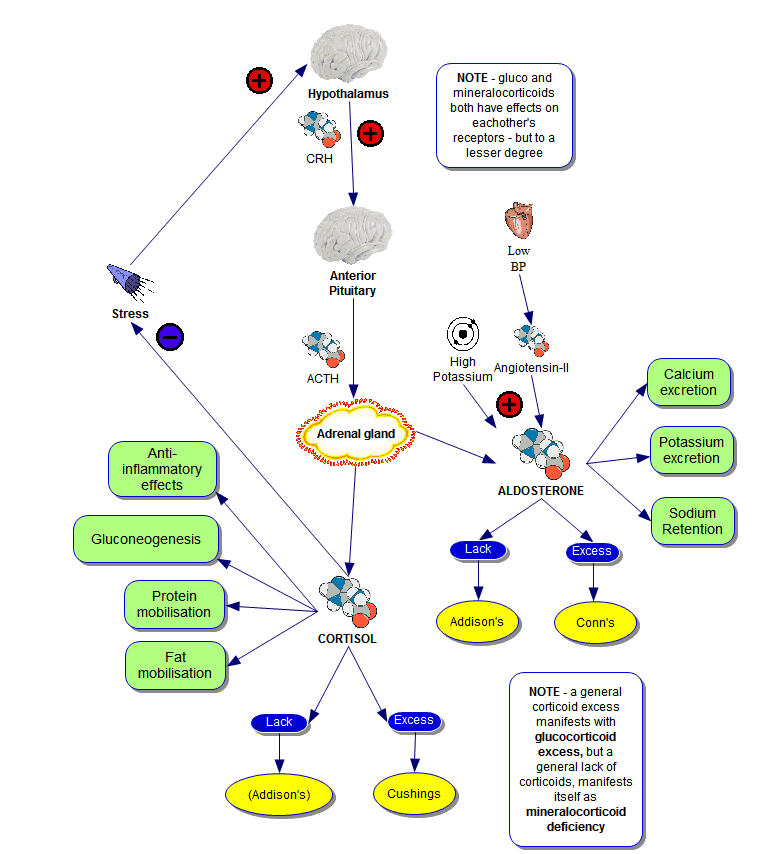 Hypothalamus
CRH
NOTE - gluco and
mineralocorticoids
both have effects on
eachother's
receptors - but to a
lesser degree
Anterior
Pituitary
Low
BP
Stress
ACTH
High
Potassium
Angiotensin-II
Calcium
excretion
Adrenal gland
Potassium
excretion
Anti-
inflammatory
effects
ALDOSTERONE
Sodium
Retention
Gluconeogenesis
Lack
Excess
Protein
mobilisation
Addison's
Conn's
CORTISOL
Fat
mobilisation
NOTE - a general
corticoid excess
manifests with
glucocorticoid
excess, but a
general lack of
corticoids, manifests
itself as
mineralocorticoid
deficiency
Lack
Excess
(Addison's)
Cushings